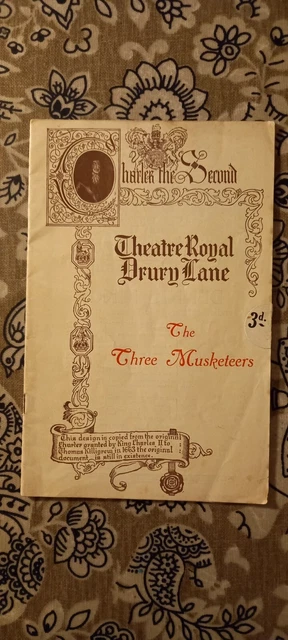 Charles the Second
Theatre Royal
Drury Lane
3d.
The
Three Musketeers
This design is copied from the original
Charter granted by King Charles II. to
Thomas Killigrew in 1663 the original
document is still in existence.